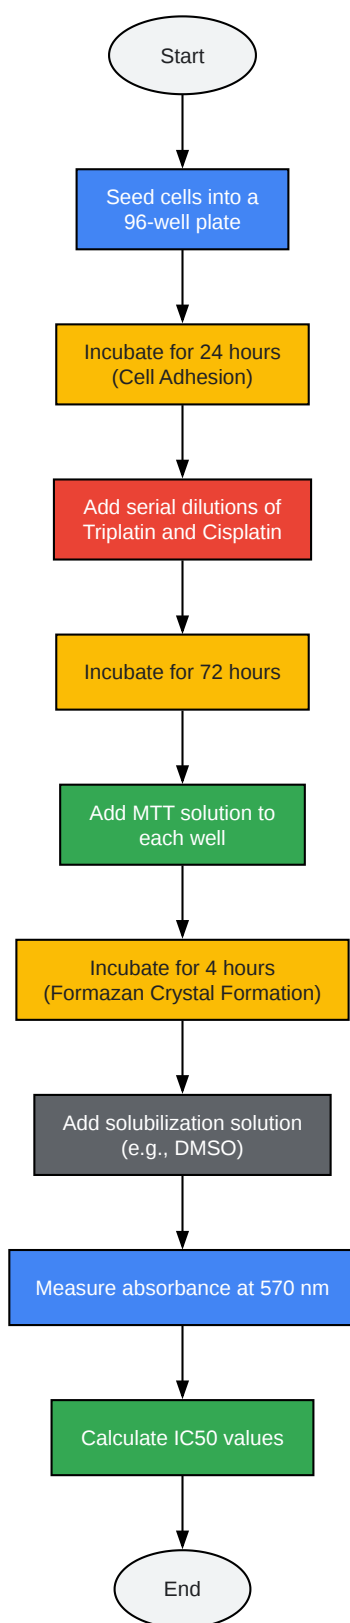 Start
Seed cells into a
96-well plate
Incubate for 24 hours
(Cell Adhesion)
Add serial dilutions of
Triplatin and Cisplatin
Incubate for 72 hours
Add MTT solution to
each well
Incubate for 4 hours
(Formazan Crystal Formation)
Add solubilization solution
(e.g., DMSO)
Measure absorbance at 570 nm
Calculate IC50 values
End